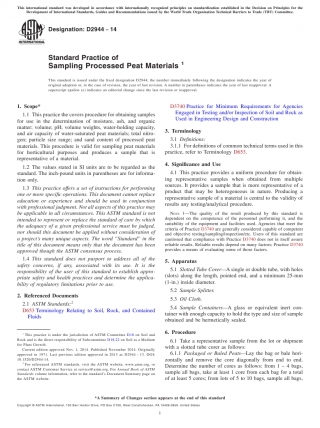 This international standard was developed in accordance with internationally recognized principles on standardization established in the Decision on Principles for the
Development of International Standards, Guides and Recommendations issued by the World Trade Organization Technical Barriers to Trade (TBT) Committee.
Designation: D2944 − 14
Standard Practice of
Sampling Processed Peat Materials 1
This standard is issued under the fixed designation D2944; the number immediately following the designation indicates the year of
original adoption or, in the case of revision, the year of last revision. A number in parentheses indicates the year of last reapproval. A
superscript epsilon (ε) indicates an editorial change since the last revision or reapproval.
1. Scope*
1.1 This practice covers procedures for obtaining samples
for use in the determination of moisture; ash, and organic
matter; volume; pH; volume weights, water-holding capacity,
and air capacity of water-saturated peat materials; total nitro-
gen; particle size range; and sand content of processed peat
materials. This procedure is valid for sampling peat materials
for horticultural purposes and produces a sample that is
representative of a material.
1.2 The values stated in SI units to be regarded as the
standard. The inch-pound units in parentheses are for informa-
tion only.
1.3 This practice offers a set of instructions for performing
one or more specific operations. This document cannot replace
education or experience and should be used in conjunction
with professional judgment. Not all aspects of this practice may
be applicable in all circumstances. This ASTM standard is not
intended to represent or replace the standard of care by which
the adequacy of a given professional service must be judged,
nor should this document be applied without consideration of
a project's many unique aspects. The word "Standard" in the
title of this document means only that the document has been
approved through the ASTM consensus process.
1.4 This standard does not purport to address all of the
safety concerns, if any, associated with its use. It is the
responsibility of the user of this standard to establish appro-
priate safety and health practices and determine the applica-
bility of regulatory limitations prior to use.
2. Referenced Documents
2.1 ASTM Standards:2
D653 Terminology Relating to Soil, Rock, and Contained
Fluids
1 This practice is under the jurisdiction of ASTM Committee D18 on Soil and
Rock and is the direct responsibility of Subcommittee D18.22 on Soil as a Medium
for Plant Growth.
Current edition approved Nov. 1, 2014. Published November 2014. Originally
approved in 1971. Last previous edition approved in
2 For referenced ASTM standards, visit the ASTM website, www.astm.org, or
contact ASTM Customer Service at service@astm.org. For Annual Book of ASTM
Standards volume information, refer to the standard's Document Summary page on
the ASTM website.
D3740 Practice for Minimum Requirements for Agencies
Engaged in Testing and/or Inspection of Soil and Rock as
Used in Engineering Design and Construction
3. Terminology
3.1 Definitions:
3.1.1 For definitions of common technical terms used in this
practice, refer to Terminology D653.
4. Significance and Use
4.1 This practice provides a uniform procedure for obtain-
ing representative samples when obtained from multiple
sources. It provides a sample that is more representative of a
product that may be heterogeneous in nature. Producing a
representative sample of a material is central to the validity of
results any testing/analytical procedure.
NOTE 1—The quality of the result produced by this standard is
dependent on the competence of the personnel performing it, and the
suitability of the equipment and facilities used. Agencies that meet the
criteria of Practice D3740 are generally considered capable of competent
and objective testing/sampling/inspection/etc. Users of this standard are
cautioned that compliance with Practice D3740 does not in itself assure
reliable results. Reliable results depend on many factors; Practice D3740
provides a means of evaluating some of those factors.
5. Apparatus
5.1 Slotted Tube Corer—A single or double tube, with holes
slotted along the length, pointed end, and a minimum 25-mm
(1-in.) inside diameter.
5.2 Sample Splitter.
5.3 Oil Cloth.
5.4 Sample Containers—A glass or equivalent inert con-
tainer with enough capacity to hold the type and size of sample
obtained and be hermetically sealed.
6. Procedure
6.1 Take a representative sample from the lot or shipment
with a slotted tube corer as follows:
6.1.1 Packaged or Baled Peats—Lay the bag or bale hori-
zontally and remove the core diagonally from end to end.
Determine the number of cores as follows: from 1 – 4 bags,
sample all bags, take at least 1 core from each bag for a total
of at least 5 cores; from lots of 5 to 10 bags, sample all bags,
*A Summary of Changes section appears at the end of this standard
Copyright © ASTM International, 100 Barr Harbor Drive, PO Box C700, West Conshohocken, PA 19428-2959. United States
1